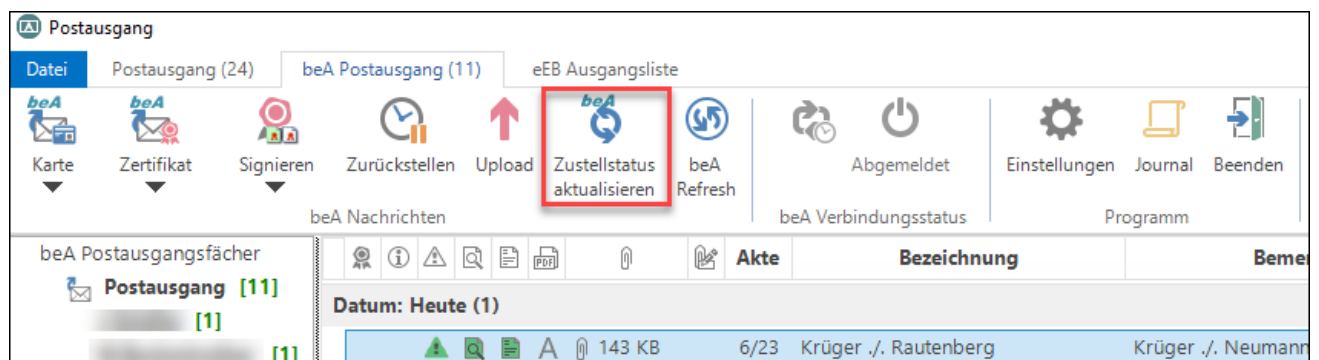 Postausgang
Datei Postausgang (24) beA Postausgang (11) eEB Ausgangsliste
beA beA beA
Karte Zertifikat Signieren Zurückstellen Upload Zustellstatus beA Abgemeldet Einstellungen Journal Beenden
aktualisieren Refresh
beA Nachrichten beA Verbindungsstatus Programm
beA Postausgangsfächer PDF Akte Bezeichnung Bemer
Postausgang [11]
Datum: Heute (1)
[1]
A 143 KB 6/23 Krüger ./. Rautenberg Krüger ./. Neumann
[1]